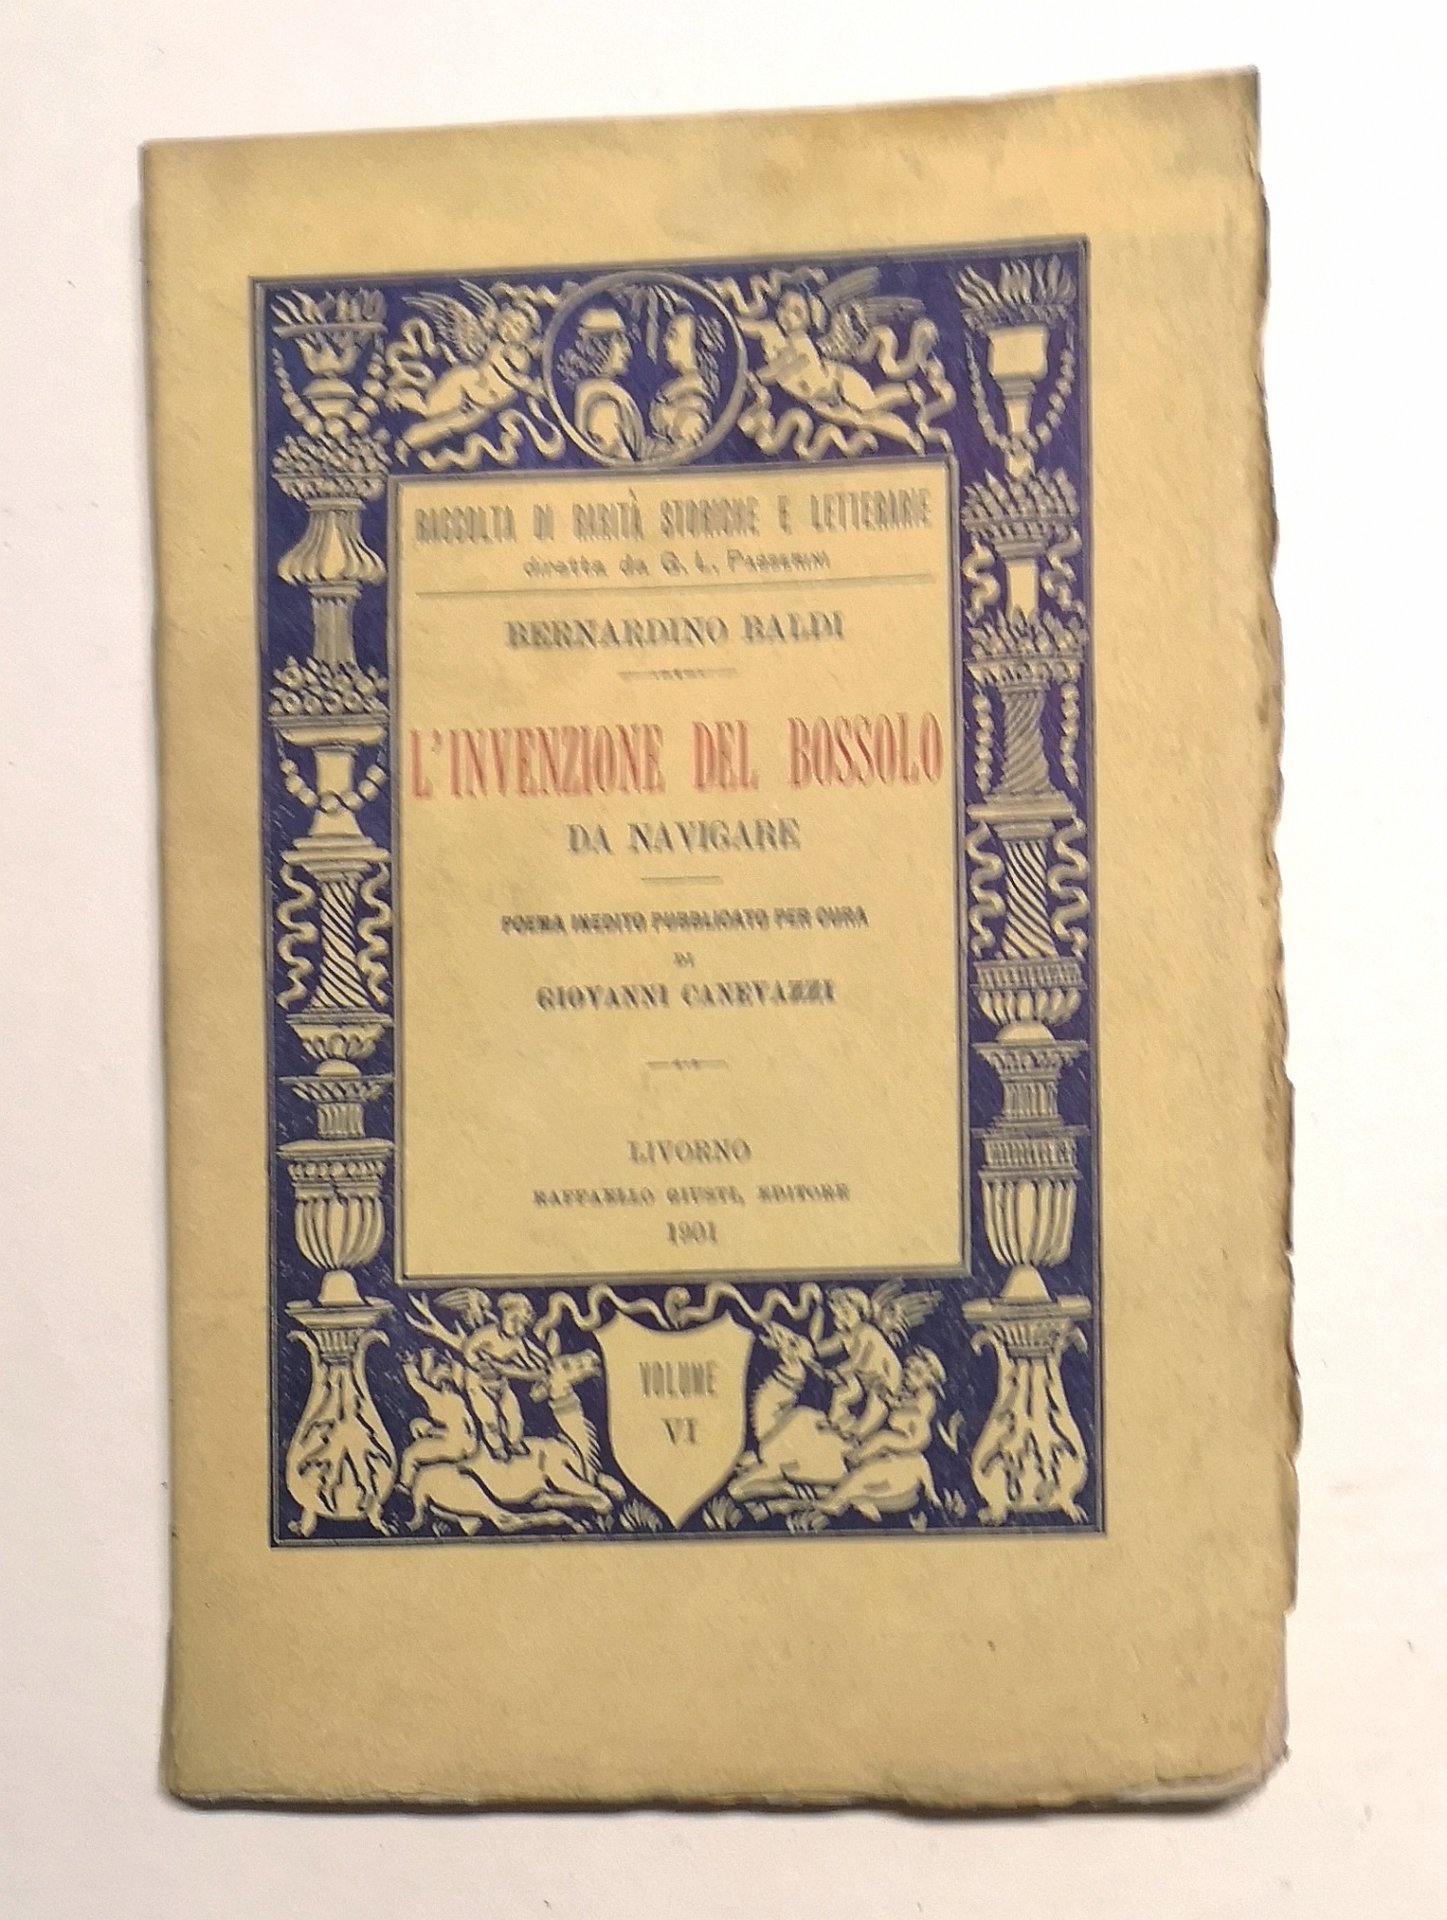 RACCOLTA DI RARITÀ STORICHE E LETTERARIE
diretta da G. L. PASSERINI
BERNARDINO BALDI
L'INVENZIONE DEL BOSSOLO
DA NAVIGARE
POEMA INEDITO PUBBLICATO PER CURA
DI
GIOVANNI CANEVAZZI
LIVORNO
RAFFAELLO GIUSTI, EDITORE
1901
VOLUME
VI